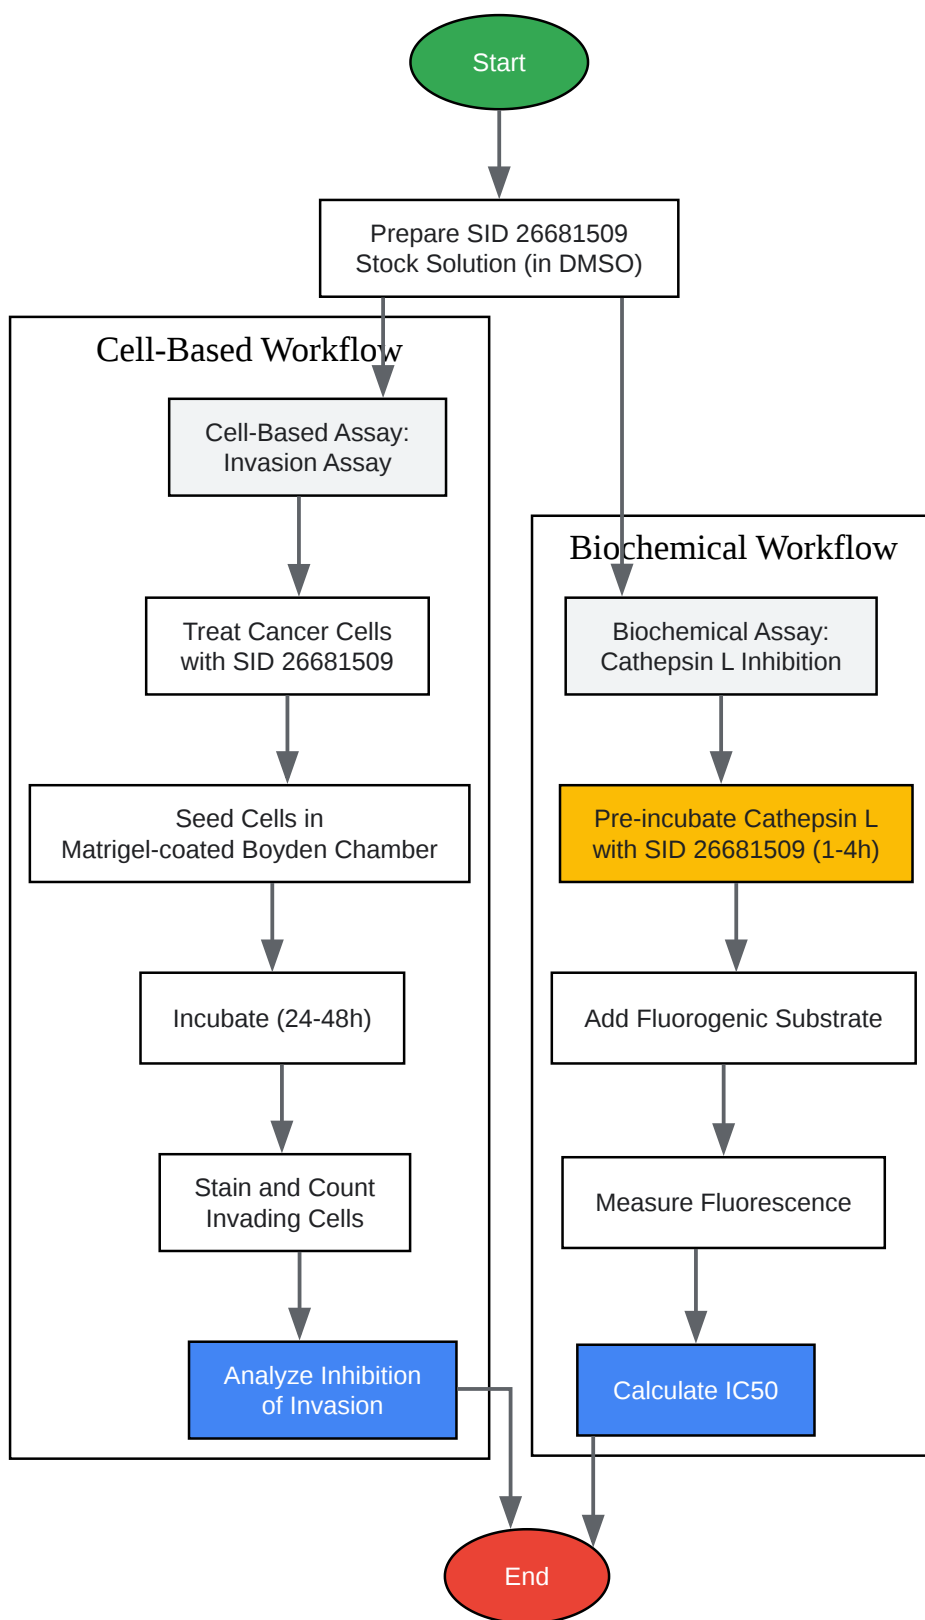 Start
Prepare SID 26681509
Stock Solution (in DMSO)
Cell-Based Workflow
Cell-Based Assay:
Invasion Assay
Treat Cancer Cells
with SID 26681509
Seed Cells in
Matrigel-coated Boyden Chamber
Incubate (24-48h)
Stain and Count
Invading Cells
Analyze Inhibition
of Invasion
Biochemical Workflow
Biochemical Assay:
Cathepsin L Inhibition
Pre-incubate Cathepsin L
with SID 26681509 (1-4h)
Add Fluorogenic Substrate
Measure Fluorescence
Calculate IC50
End